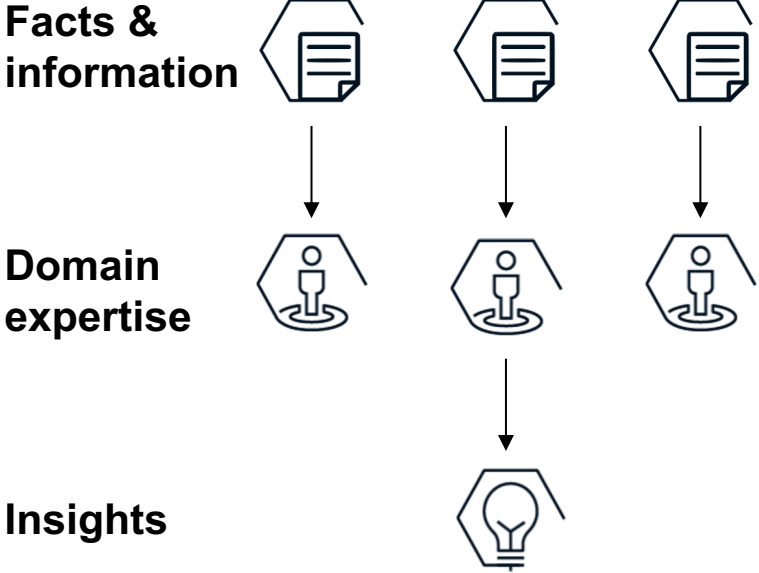 Facts &
information
Domain
expertise
Insights